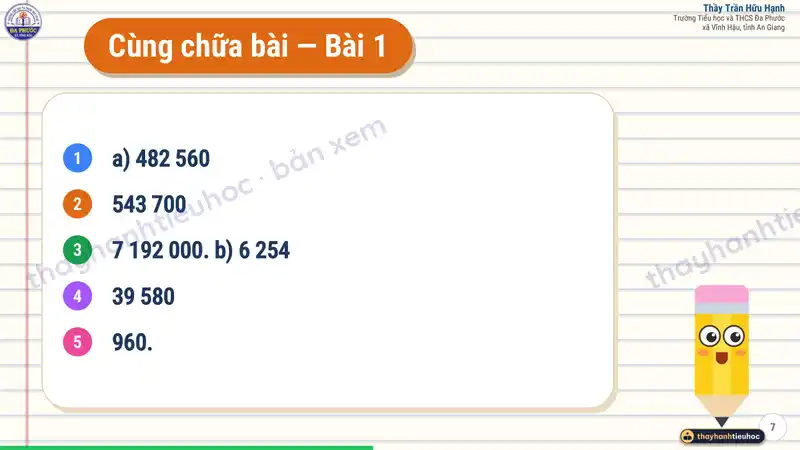 Thầy Trần Hữu Hạnh
Trường Tiểu học và THCS Đa Phước
xã Vĩnh Hậu, tỉnh An Giang
ĐA PHƯỚC
Cùng chữa bài – Bài 1
1 a) 482 560
2 543 700
3 7 192 000. b) 6 254
4 39 580
5 960.
thayhanhtieuhoc · bản xem
thayhanhtie
thayhanhtieuhoc
7